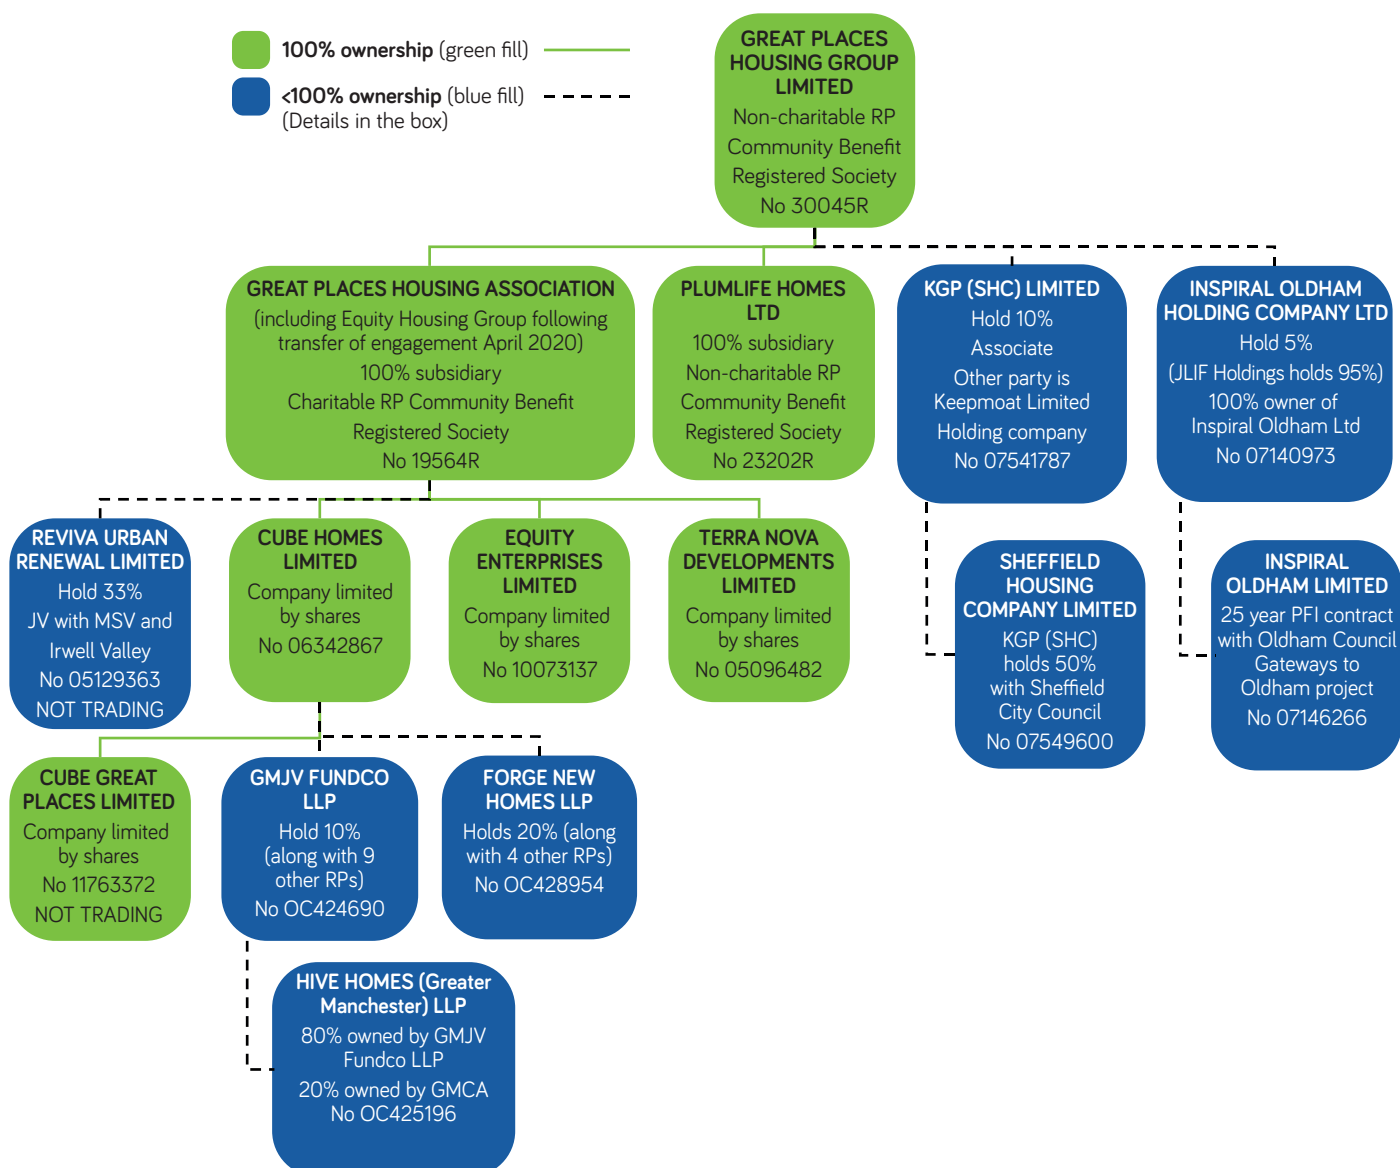 100% ownership (green fill)
<100% ownership (blue fill)
(Details in the box)
GREAT PLACES
HOUSING GROUP
LIMITED
Non-charitable RP
Community Benefit
Registered Society
No 30045R
GREAT PLACES HOUSING ASSOCIATION
(including Equity Housing Group following
transfer of engagement April 2020)
100% subsidiary
Charitable RP Community Benefit
Registered Society
No 19564R
PLUMLIFE HOMES
LTD
100% subsidiary
Non-charitable RP
Community Benefit
Registered Society
No 23202R
KGP (SHC) LIMITED
Hold 10%
Associate
Other party is
Keepmoat Limited
Holding company
No 07541787
INSPIRAL OLDHAM
HOLDING COMPANY LTD
Hold 5%
(JLIF Holdings holds 95%)
100% owner of
Inspiral Oldham Ltd
No 07140973
REVIVA URBAN
RENEWAL LIMITED
Hold 33%
JV with MSV and
Irwell Valley
No 05129363
NOT TRADING
CUBE HOMES
LIMITED
Company limited
by shares
No 06342867
EQUITY
ENTERPRISES
LIMITED
Company limited
by shares
No 10073137
TERRA NOVA
DEVELOPMENTS
LIMITED
Company limited
by shares
No 05096482
SHEFFIELD
HOUSING
COMPANY LIMITED
KGP (SHC)
holds 50%
with Sheffield
City Council
No 07549600
INSPIRAL
OLDHAM LIMITED
25 year PFI contract
with Oldham Council
Gateways to
Oldham project
No 07146266
CUBE GREAT
PLACES LIMITED
Company limited
by shares
No 11763372
NOT TRADING
GMJV FUNDCO
LLP
Hold 10%
(along with 9
other RPs)
No OC424690
FORGE NEW
HOMES LLP
Holds 20% (along
with 4 other RPs)
No OC428954
HIVE HOMES (Greater
Manchester) LLP
80% owned by GMJV
Fundco LLP
20% owned by GMCA
No OC425196